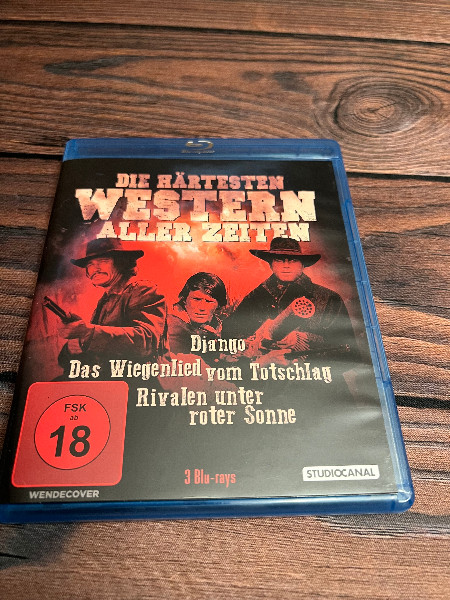 DIE HÄRTESTEN
WESTERN
ALLER ZEITEN
Django
Das Wiegenlied vom Totschlag
Rivalen unter
roter Sonne
FSK
ab
18
WENDECOVER
3 Blu-rays
STUDIOCANAL